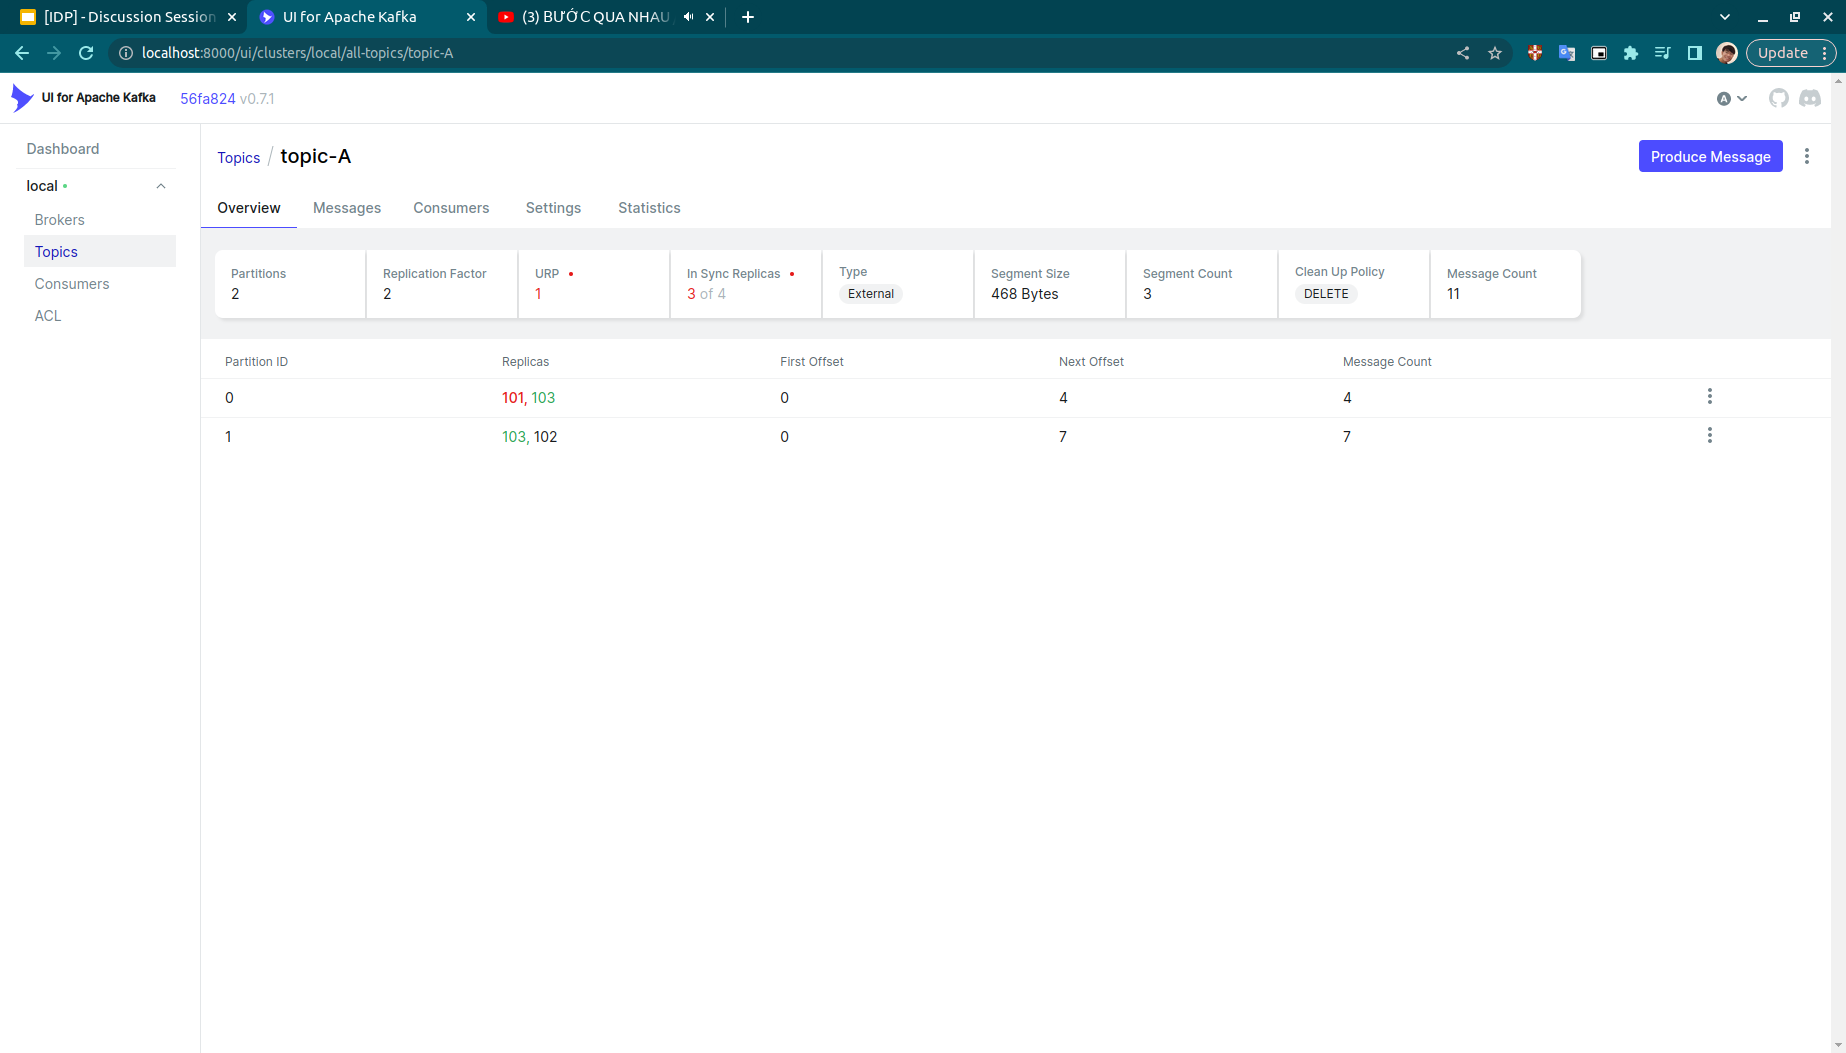 [IDP] - Discussion Session
UI for Apache Kafka
(3) BƯỚC QUA NHAU
localhost:8000/ui/clusters/local/all-topics/topic-A
Update
UI for Apache Kafka
56fa824 v0.7.1
A
Dashboard
local
Brokers
Topics
Consumers
ACL
Topics / topic-A
Produce Message
Overview Messages Consumers Settings Statistics
Partitions
2
Replication Factor
2
URP
1
In Sync Replicas
3 of 4
Type
External
Segment Size
468 Bytes
Segment Count
3
Clean Up Policy
DELETE
Message Count
11
Partition ID Replicas First Offset Next Offset Message Count
0 101, 103 0 4 4
1 103, 102 0 7 7